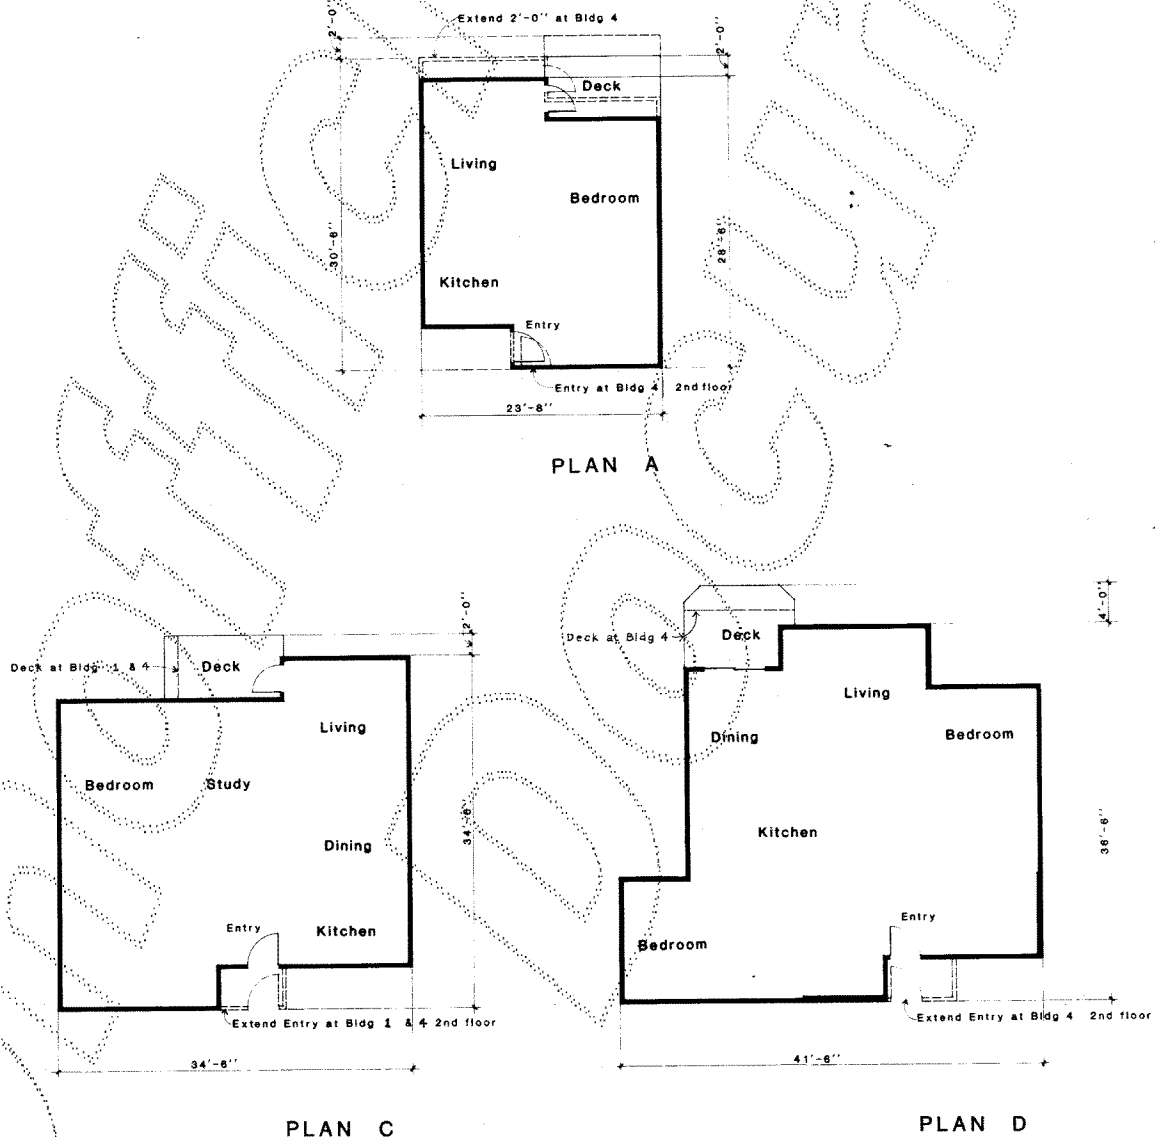 Extend 2'-0" at Bldg 4
2'-0"
2'-0"
Deck
Living
Bedroom
30'-6"
28'-6"
Kitchen
Entry
Entry at Bldg 4 2nd floor
23'-8"
PLAN A
2'-0"
Deck at Bldg 1 & 4
Deck
Living
Bedroom
Study
34'-6"
Dining
Entry
Kitchen
Extend Entry at Bldg 1 & 4 2nd floor
34'-6"
PLAN C
4'-0"
Deck at Bldg 4
Deck
Living
Dining
Bedroom
Kitchen
36'-6"
Entry
Bedroom
Extend Entry at Bldg 4 2nd floor
41'-6"
PLAN D